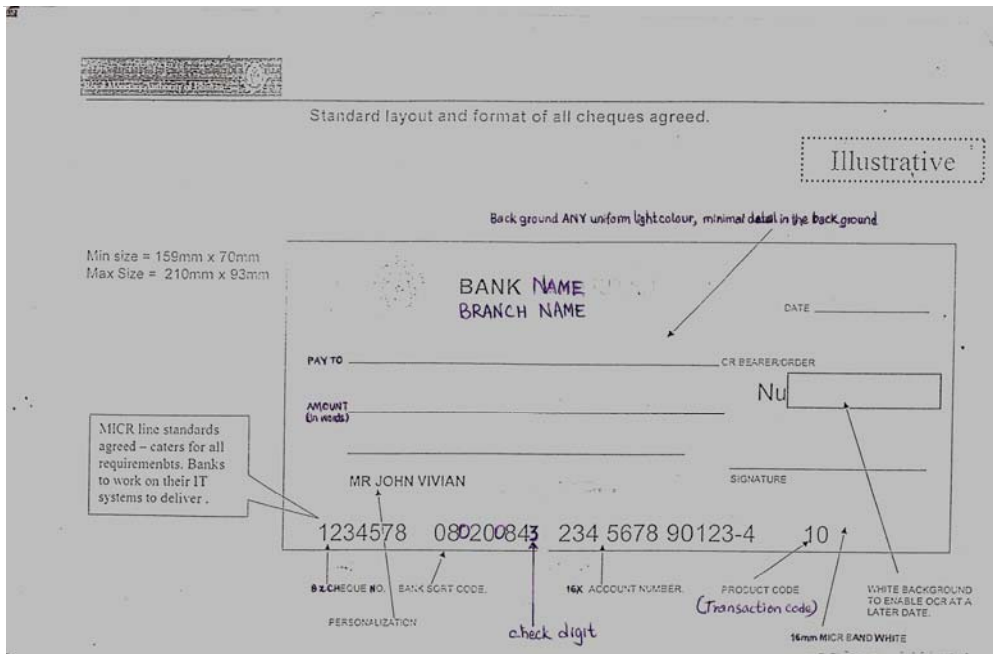 Standard layout and format of all cheques agreed.
Illustrative
Back ground ANY uniform light colour, minimal detail in the back ground
Min size = 159mm x 70mm
Max Size = 210mm x 93mm
BANK NAME
BRANCH NAME
DATE
PAY TO
OR BEARER/ORDER
Nu
AMOUNT
(in words)
MICR line standards
agreed – caters for all
requiremenbts. Banks
to work on their IT
systems to deliver .
SIGNATURE
MR JOHN VIVIAN
1234578 080200843 234 5678 90123-4 10
CHEQUE NO. BANK SORT CODE. 16X ACCOUNT NUMBER. PRODUCT CODE
(Transaction code)
WHITE BACKGROUND
TO ENABLE OCR AT A
LATER DATE.
PERSONALIZATION
check digit
16mm MICR BAND WHITE